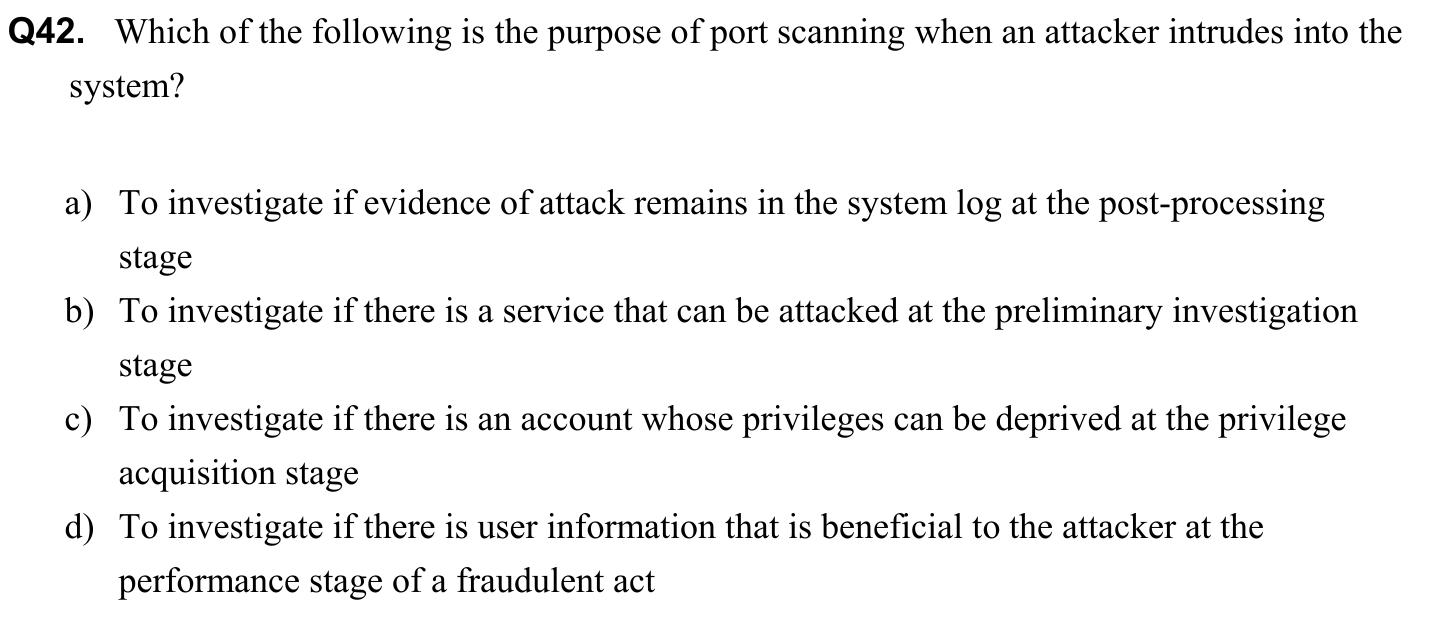 Q42. Which of the following is the purpose of port scanning when an attacker intrudes into the
system?
a) To investigate if evidence of attack remains in the system log at the post-processing
stage
b) To investigate if there is a service that can be attacked at the preliminary investigation
stage
c) To investigate if there is an account whose privileges can be deprived at the privilege
acquisition stage
d) To investigate if there is user information that is beneficial to the attacker at the
performance stage of a fraudulent act